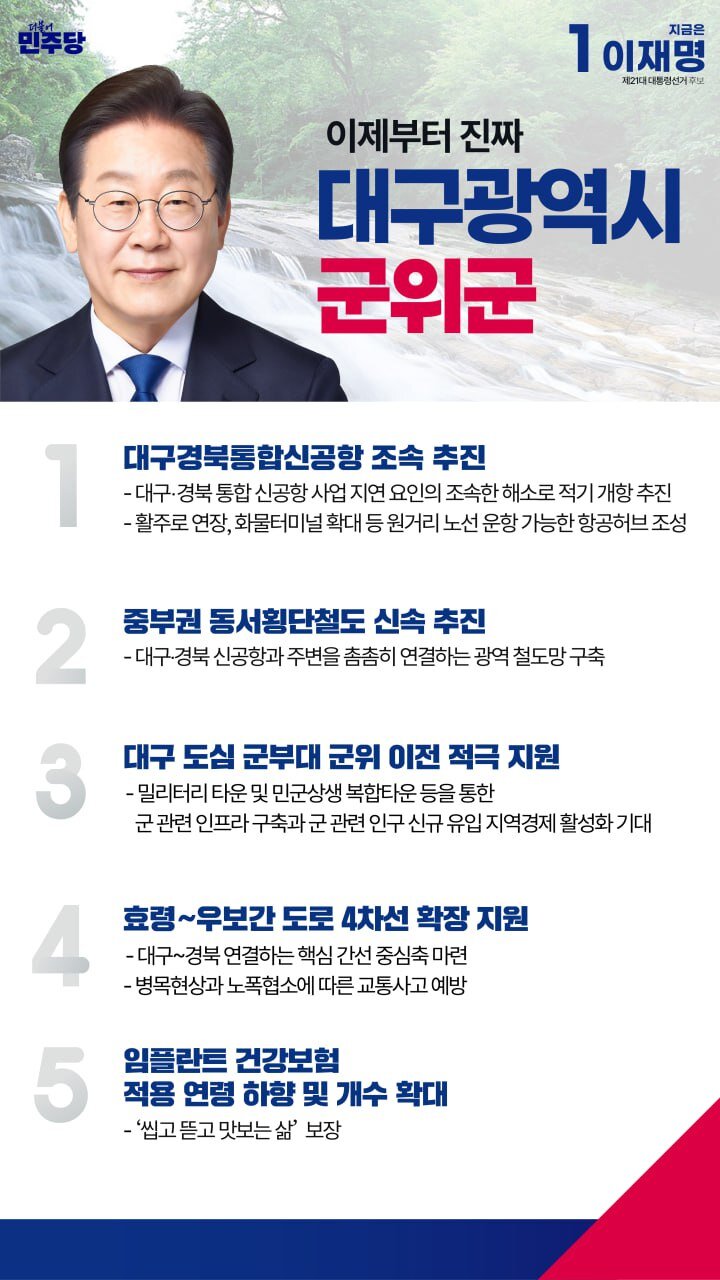 더불어
민주당
지금은
1 이재명
제21대 대통령선거 후보
이제부터 진짜
대구광역시
군위군
1
대구경북통합신공항 조속 추진
- 대구·경북 통합 신공항 사업 지연 요인의 조속한 해소로 적기 개항 추진
- 활주로 연장, 화물터미널 확대 등 원거리 노선 운항 가능한 항공허브 조성
2
중부권 동서횡단철도 신속 추진
- 대구·경북 신공항과 주변을 촘촘히 연결하는 광역 철도망 구축
3
대구 도심 군부대 군위 이전 적극 지원
- 밀리터리 타운 및 민군상생 복합타운 등을 통한
군 관련 인프라 구축과 군 관련 인구 신규 유입 지역경제 활성화 기대
4
효령~우보간 도로 4차선 확장 지원
- 대구~경북 연결하는 핵심 간선 중심축 마련
- 병목현상과 노폭협소에 따른 교통사고 예방
5
임플란트 건강보험
적용 연령 하향 및 개수 확대
- ‘씹고 뜯고 맛보는 삶’ 보장